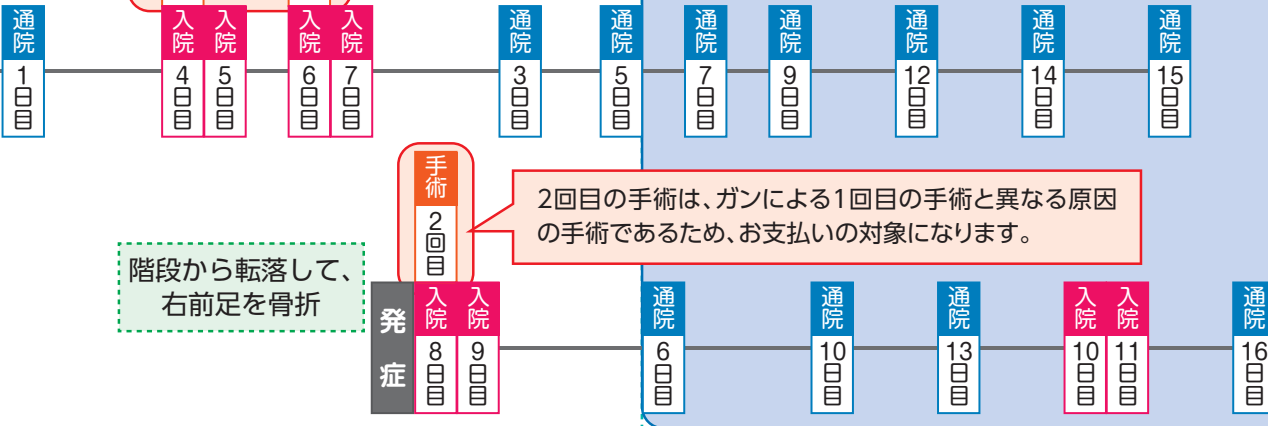 通院
1日目
入院
4日目
入院
5日目
入院
6日目
入院
7日目
通院
3日目
通院
5日目
通院
7日目
通院
9日目
通院
12日目
通院
14日目
通院
15日目
手術
2回目
2回目の手術は、ガンによる1回目の手術と異なる原因
の手術であるため、お支払いの対象になります。
階段から転落して、
右前足を骨折
発症
入院
8日目
入院
9日目
通院
6日目
通院
10日目
通院
13日目
入院
10日目
入院
11日目
通院
16日目